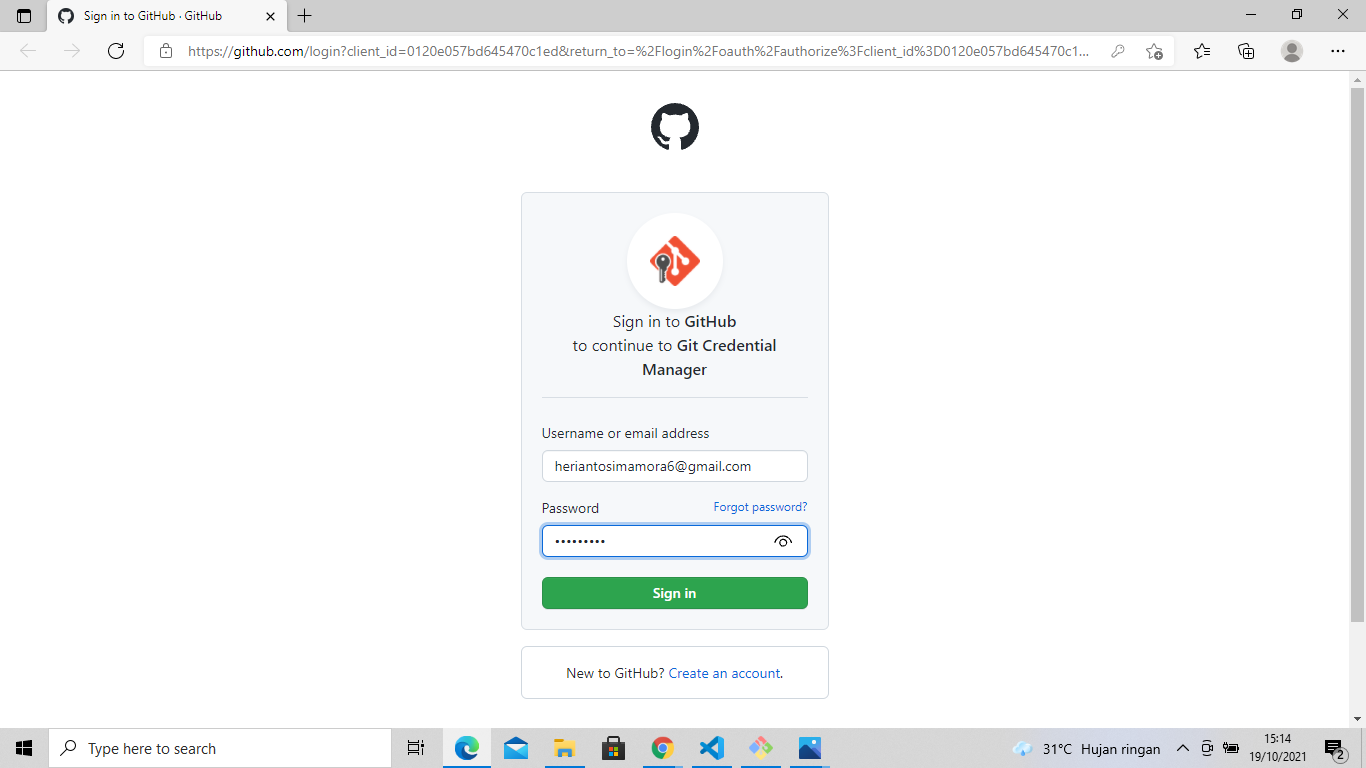 Sign in to GitHub · GitHub
https://github.com/login?client_id=0120e057bd645470c1ed&return_to=%2Flogin%2Foauth%2Fauthorize%3Fclient_id%3D0120e057bd645470c1...
Sign in to GitHub
to continue to Git Credential
Manager
Username or email address
heriantosimamora6@gmail.com
Password
Forgot password?
•••••••••
Sign in
New to GitHub? Create an account.
Type here to search
31°C Hujan ringan
15:14
19/10/2021
2